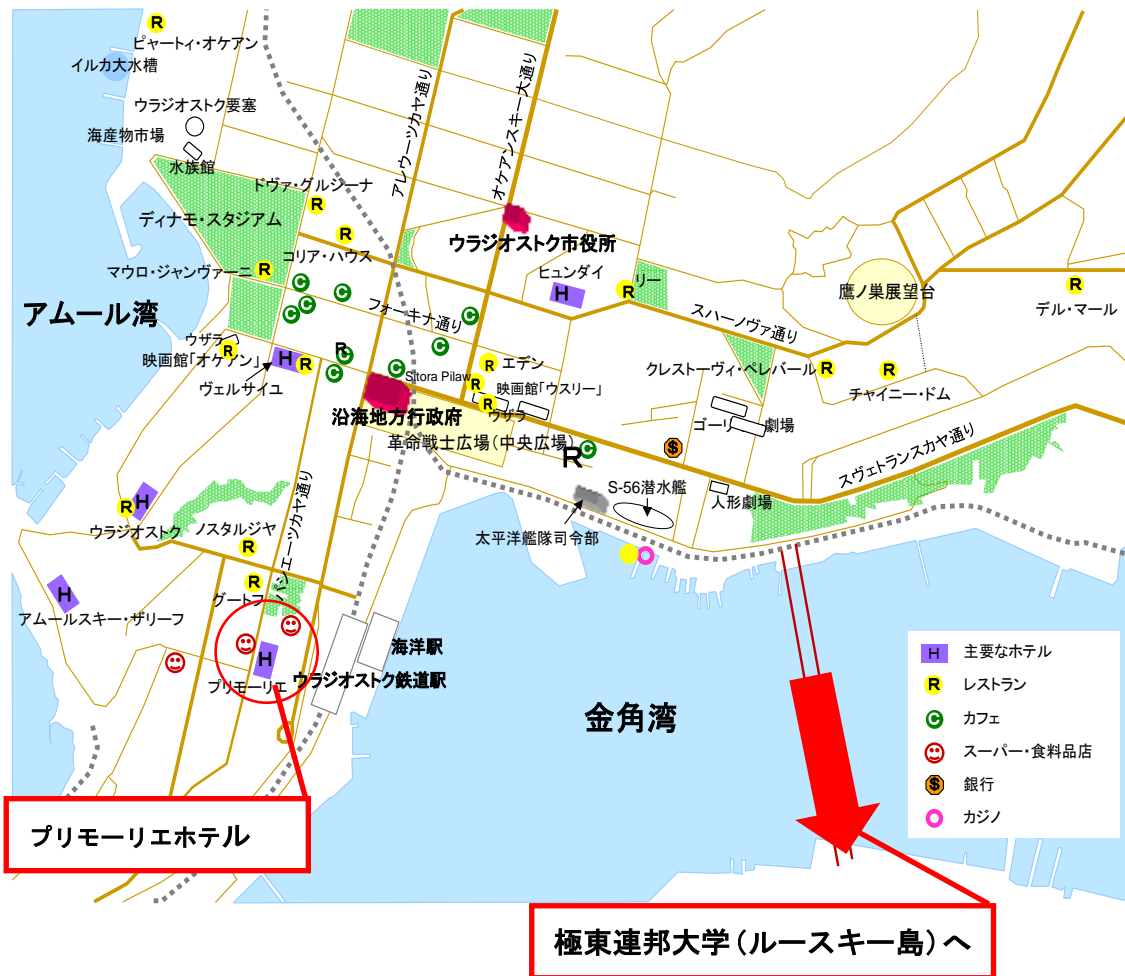 R
ピャーティ・オケアン
イルカ大水槽
ウラジオストク要塞
海産物市場
水族館
アレウーツカヤ通り
オケアンスキー大通り
ドヴァ・グルジーナ
R
ディナモ・スタジアム
ウラジオストク市役所
R
コリア・ハウス
マウロ・ジャンヴァーニ
R
ヒュンダイ
H
リー
R
鷹ノ巣展望台
R
デル・マール
アムール湾
C
C
C
C
フォーキナ通り
C
スハーノヴァ通り
ウザラ
R
映画館「オケアン」
H
R
ヴェルサイユ
R
C
C
C
C
R
エデン
Sitora Pilaw
R
映画館「ウスリー」
クレストーヴィ・ペレバール
R
R
チャイニー・ドム
沿海地方行政府
R
ウザラ
ゴーリ
劇場
革命戦士広場(中央広場)
R
C
$
スヴェトランスカヤ通り
S-56潜水艦
人形劇場
太平洋艦隊司令部
H
R
ウラジオストク
ノスタルジヤ
R
パシエーツカヤ通り
H
アムールスキー・ザリーフ
R
グートフ
H
プリモーリエ
海洋駅
ウラジオストク鉄道駅
金角湾
H 主要なホテル
R レストラン
C カフェ
スーパー・食料品店
$ 銀行
カジノ
プリモーリエホテル
極東連邦大学(ルースキー島)へ